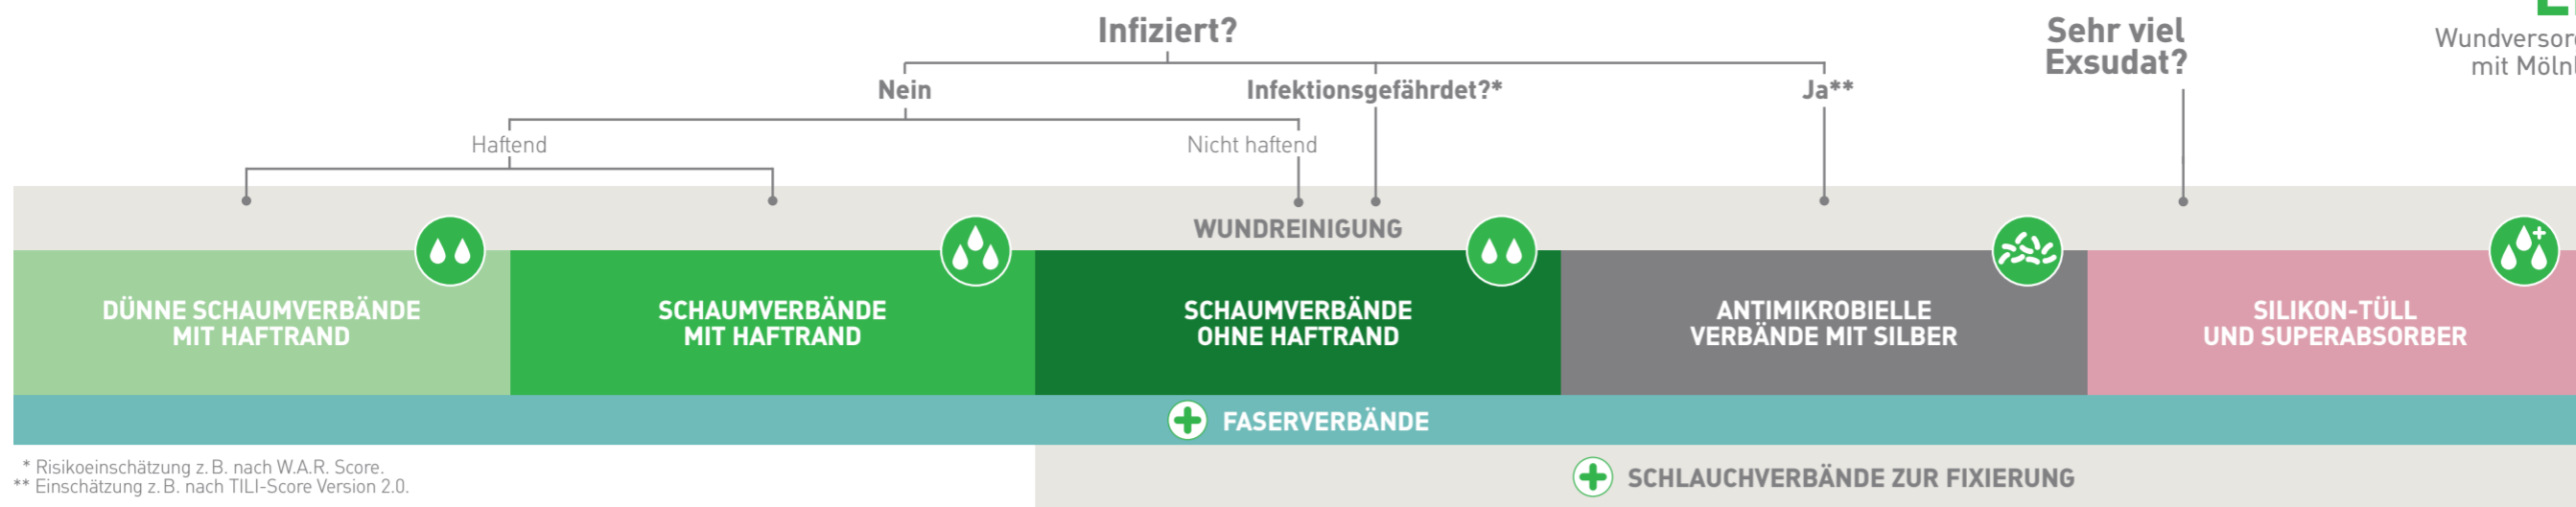 Infiziert?
Sehr viel
Exsudat?
mit
Nein
Infektionsgefährdet?*
Ja**
Haftend
Nicht haftend
WUNDREINIGUNG
DÜNNE SCHAUMVERBÄNDE
MIT HAFTRAND
SCHAUMVERBÄNDE
MIT HAFTRAND
SCHAUMVERBÄNDE
OHNE HAFTRAND
ANTIMIKROBIELLE
VERBÄNDE MIT SILBER
SILIKON-TÜLL
UND SUPERABSORBER
FASERVERBÄNDE
SCHLAUCHVERBÄNDE ZUR FIXIERUNG
* Risikoeinschätzung z. B. nach W.A.R. Score.
** Einschätzung z. B. nach TILI-Score Version 2.0.